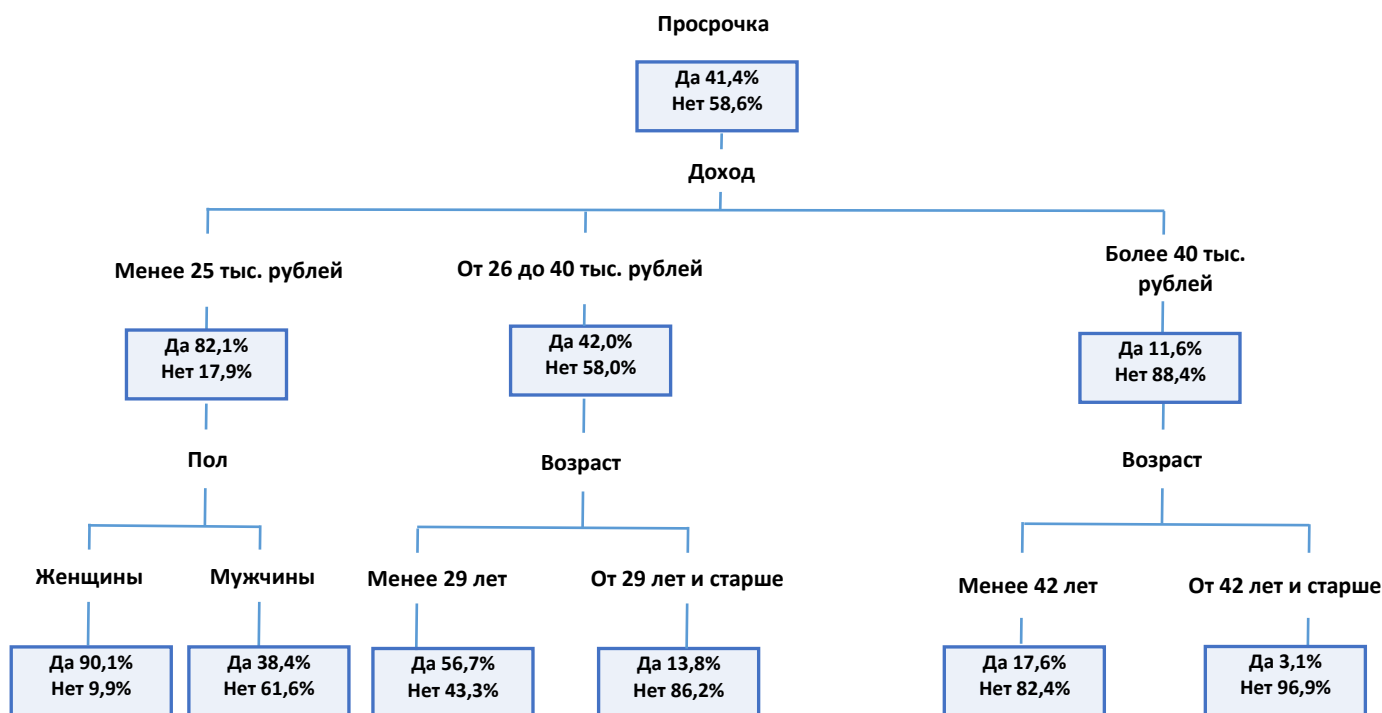 Просрочка
Да 41,4%
Нет 58,6%
Доход
Менее 25 тыс. рублей
От 26 до 40 тыс. рублей
Более 40 тыс.
рублей
Да 82,1%
Нет 17,9%
Да 42,0%
Нет 58,0%
Да 11,6%
Нет 88,4%
Пол
Возраст
Возраст
Женщины
Мужчины
Менее 29 лет
От 29 лет и старше
Менее 42 лет
От 42 лет и старше
Да 90,1%
Нет 9,9%
Да 38,4%
Нет 61,6%
Да 56,7%
Нет 43,3%
Да 13,8%
Нет 86,2%
Да 17,6%
Нет 82,4%
Да 3,1%
Нет 96,9%